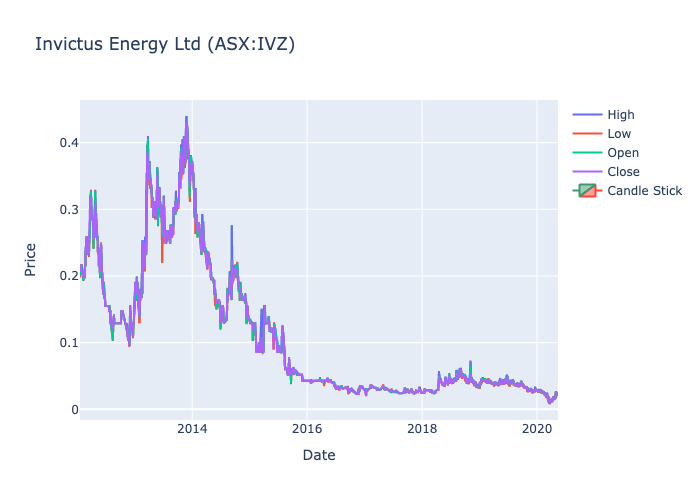 Invictus Energy Ltd (ASX:IVZ)
High
Low
Open
Close
Candle Stick
Price
0.4
0.3
0.2
0.1
0
2014
2016
2018
2020
Date